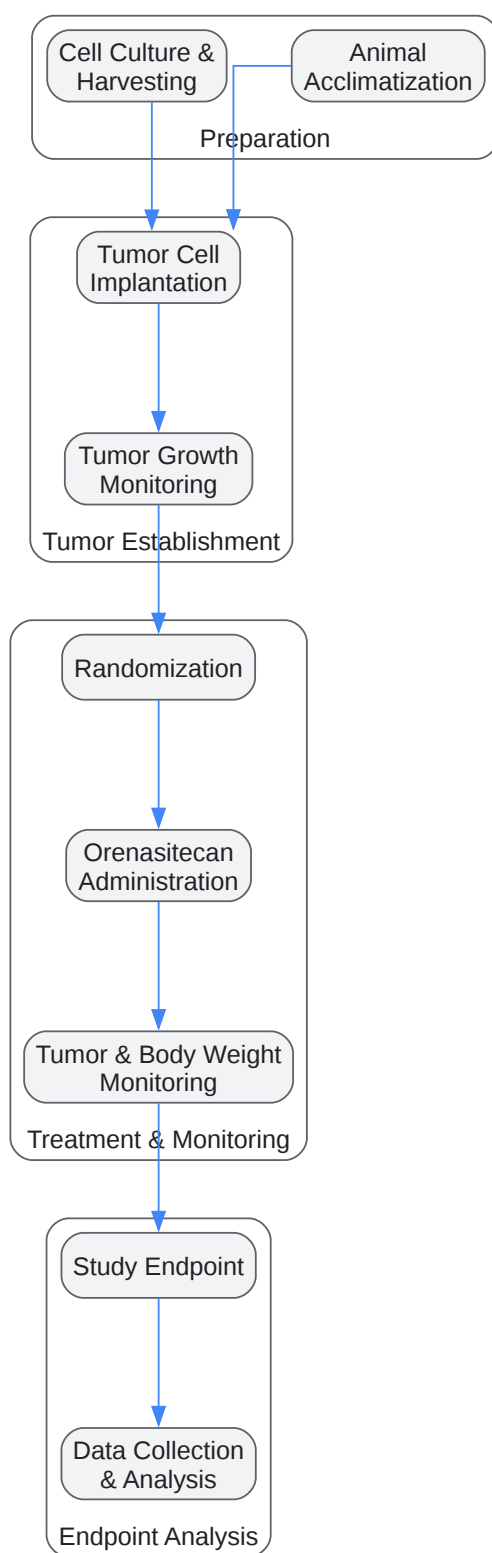 Cell Culture &
Harvesting
Animal
Acclimatization
Preparation
Tumor Cell
Implantation
Tumor Growth
Monitoring
Tumor Establishment
Randomization
Orenasitecan
Administration
Tumor & Body Weight
Monitoring
Treatment & Monitoring
Study Endpoint
Data Collection
& Analysis
Endpoint Analysis